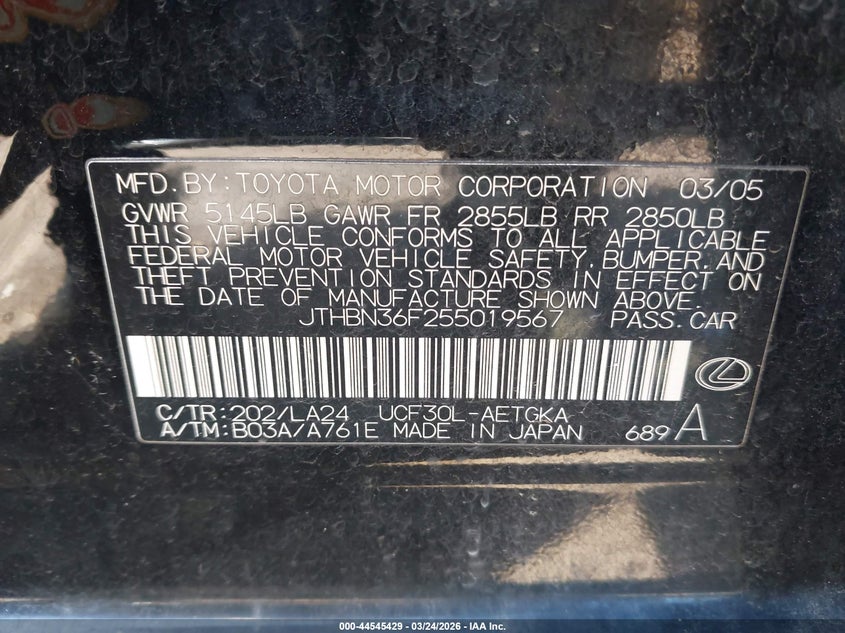 MFD. BY: TOYOTA MOTOR CORPORATION 03/05
GVWR 5145LB GAWR FR 2855LB RR 2850LB
THIS VEHICLE CONFORMS TO ALL APPLICABLE
FEDERAL MOTOR VEHICLE SAFETY, BUMPER, AND
THEFT PREVENTION STANDARDS IN EFFECT ON
THE DATE OF MANUFACTURE SHOWN ABOVE.
JTHBN36F255019567 PASS. CAR
C/TR: 202/LA24 UCF30L-AETGKA
A/TM: B03A/A761E MADE IN JAPAN 689 A
000-44545429 - 03/24/2026 - IAA Inc.